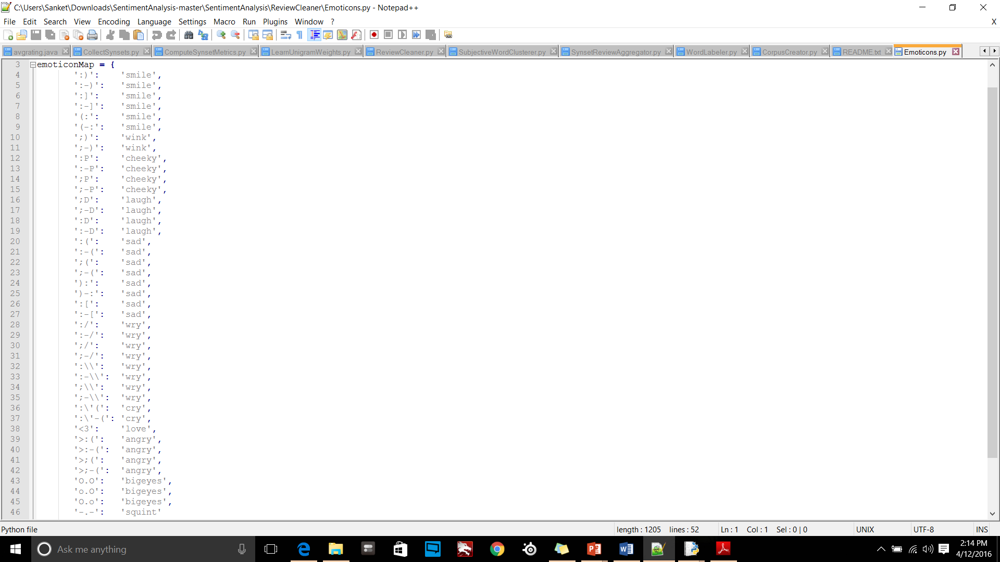 C:\Users\Sanket\Downloads\SentimentAnalysis-master\SentimentAnalysis\ReviewCleaner\Emoticons.py - Notepad++
File Edit Search View Encoding Language Settings Macro Run Plugins Window ? X
avgrating.java CollectSynsets.py ComputeSynsetMetrics.py LearnUnigramWeights.py ReviewCleaner.py SubjectiveWordClusterer.py SynsetReviewAggregator.py WordLabeler.py CorpusCreator.py README.txt Emoticons.py
3 emoticonMap = {
4 ':)': 'smile',
5 ':-)': 'smile',
6 ':]': 'smile',
7 ':-]': 'smile',
8 '(:': 'smile',
9 '(-:': 'smile',
10 ';)': 'wink',
11 ';-)': 'wink',
12 ':P': 'cheeky',
13 ':-P': 'cheeky',
14 ';P': 'cheeky',
15 ';-P': 'cheeky',
16 ';D': 'laugh',
17 ';-D': 'laugh',
18 ':D': 'laugh',
19 ':-D': 'laugh',
20 ':(': 'sad',
21 ':-(': 'sad',
22 ';(': 'sad',
23 ';-(': 'sad',
24 '):': 'sad',
25 ')-:': 'sad',
26 ':[': 'sad',
27 ':-[': 'sad',
28 ':/': 'wry',
29 ':-/': 'wry',
30 ';/': 'wry',
31 ';-/': 'wry',
32 ':\\': 'wry',
33 ':-\\': 'wry',
34 ';\\': 'wry',
35 ';-\\': 'wry',
36 ':\'(': 'cry',
37 ':\'-(': 'cry',
38 '<3': 'love',
39 '>:(': 'angry',
40 '>:-(': 'angry',
41 '>;(': 'angry',
42 '>;-(': 'angry',
43 'O.O': 'bigeyes',
44 'o.O': 'bigeyes',
45 'O.o': 'bigeyes',
46 '-.-': 'squint'
Python file length : 1205 lines : 52 Ln : 1 Col : 1 Sel : 0 | 0 UNIX UTF-8 INS
Ask me anything
2:14 PM
4/12/2016